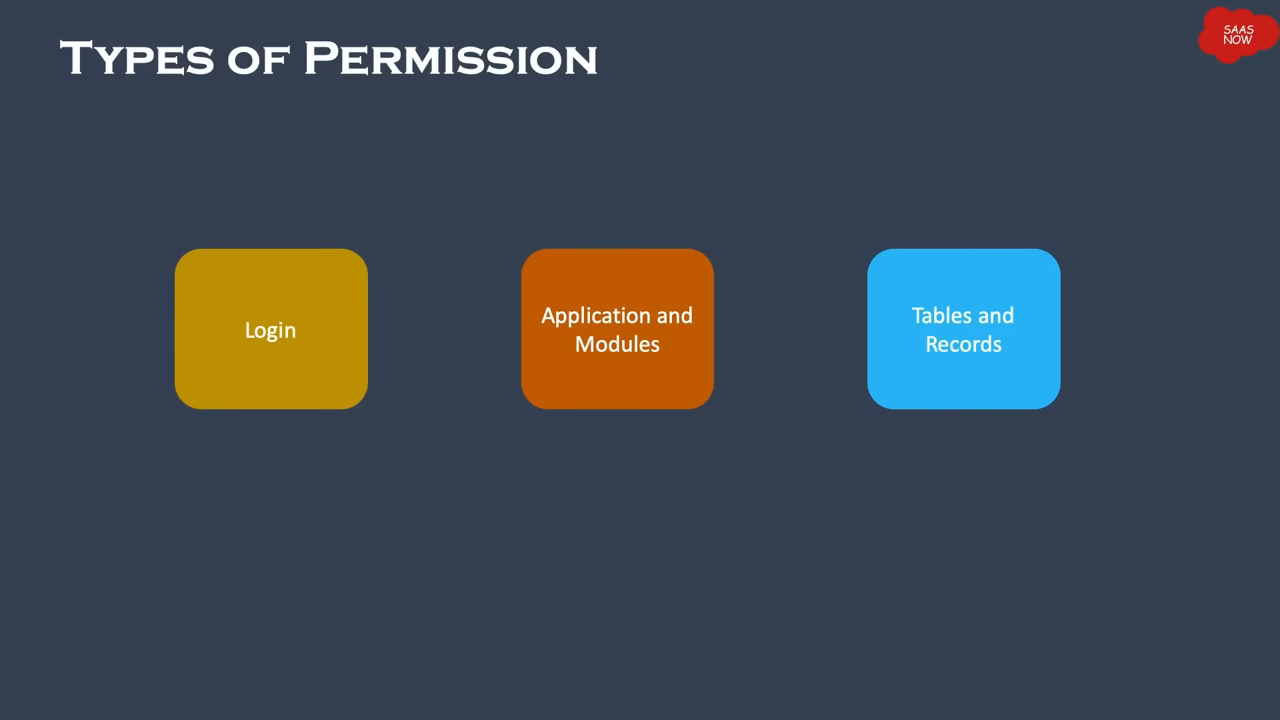 Types of Permission
SAAS
NOW
Login
Application and
Modules
Tables and
Records